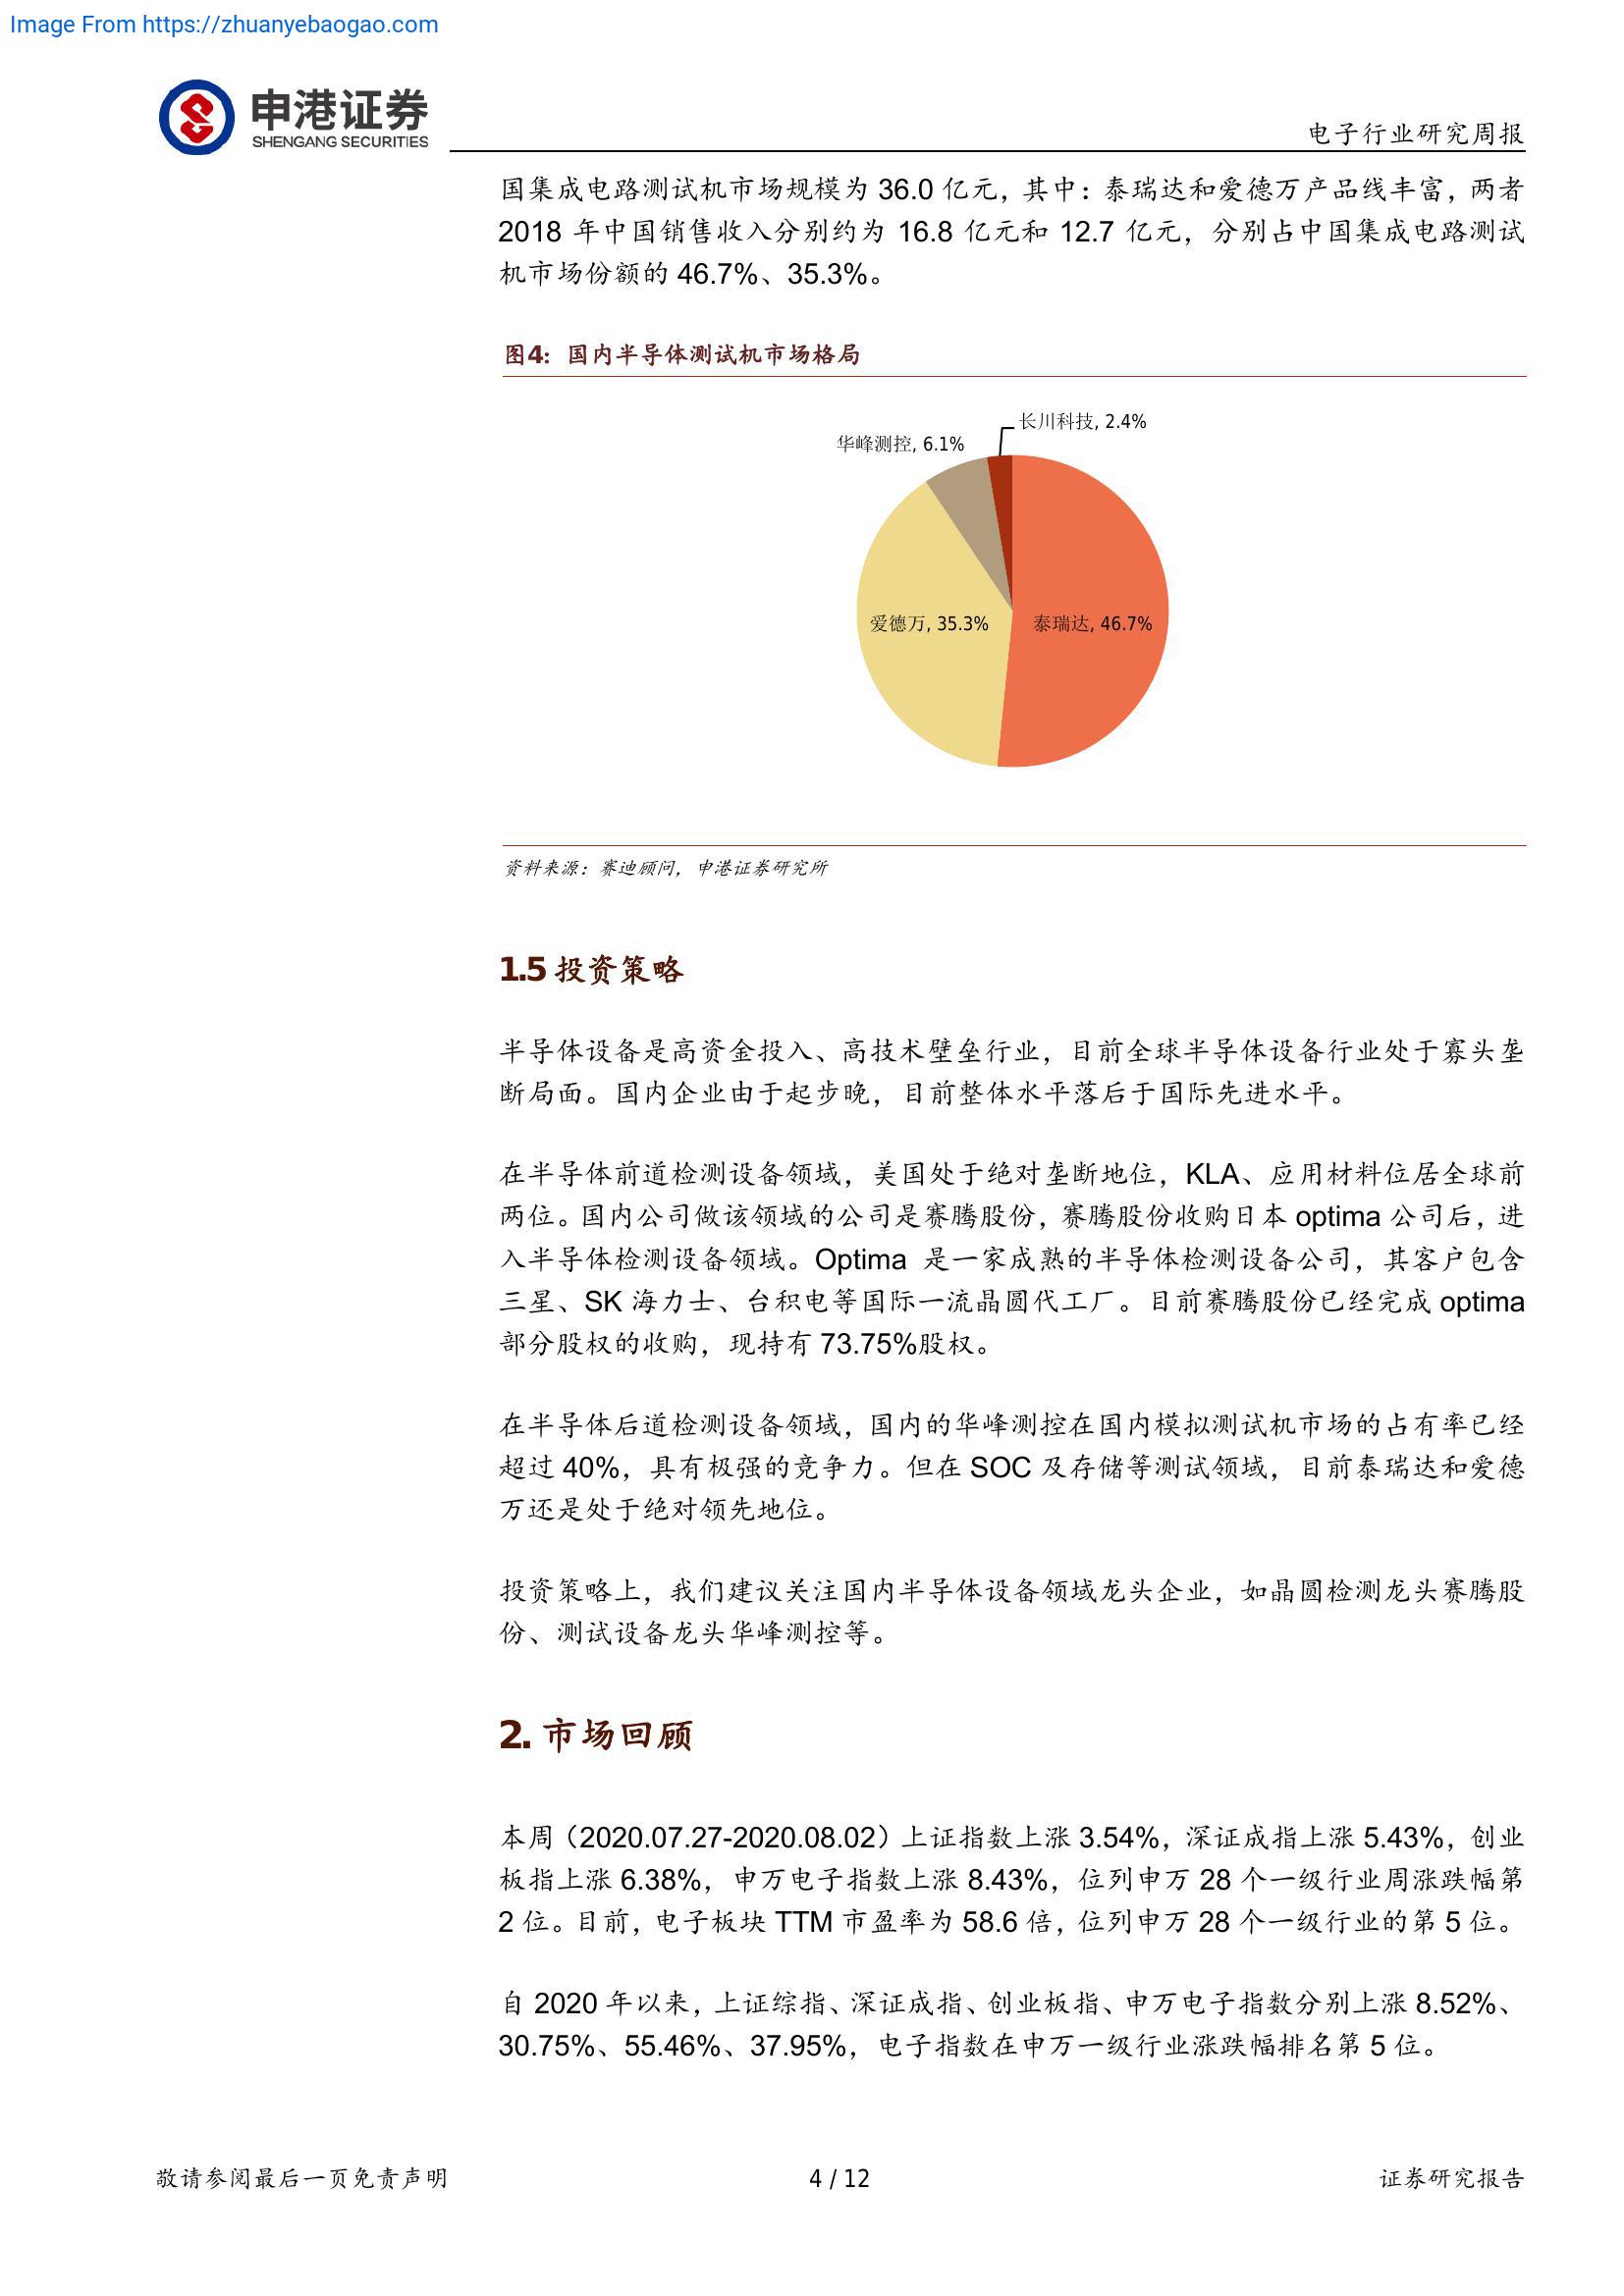 Image From https://zhuanyebaogao.com
申港证券
SHENGANG SECURITIES
电子行业研究周报
国集成电路测试机市场规模为 36.0 亿元，其中：泰瑞达和爱德万产品线丰富，两者
2018 年中国销售收入分别约为 16.8 亿元和 12.7 亿元，分别占中国集成电路测试
机市场份额的 46.7%、35.3%。
图4：国内半导体测试机市场格局
长川科技, 2.4%
华峰测控, 6.1%
爱德万, 35.3%
泰瑞达, 46.7%
资料来源：赛迪顾问，申港证券研究所
1.5 投资策略
半导体设备是高资金投入、高技术壁垒行业，目前全球半导体设备行业处于寡头垄
断局面。国内企业由于起步晚，目前整体水平落后于国际先进水平。
在半导体前道检测设备领域，美国处于绝对垄断地位，KLA、应用材料位居全球前
两位。国内公司做该领域的公司是赛腾股份，赛腾股份收购日本 optima 公司后，进
入半导体检测设备领域。Optima 是一家成熟的半导体检测设备公司，其客户包含
三星、SK 海力士、台积电等国际一流晶圆代工厂。目前赛腾股份已经完成 optima
部分股权的收购，现持有 73.75%股权。
在半导体后道检测设备领域，国内的华峰测控在国内模拟测试机市场的占有率已经
超过 40%，具有极强的竞争力。但在 SOC 及存储等测试领域，目前泰瑞达和爱德
万还是处于绝对领先地位。
投资策略上，我们建议关注国内半导体设备领域龙头企业，如晶圆检测龙头赛腾股
份、测试设备龙头华峰测控等。
2. 市场回顾
本周（2020.07.27-2020.08.02）上证指数上涨 3.54%，深证成指上涨 5.43%，创业
板指上涨 6.38%，申万电子指数上涨 8.43%，位列申万 28 个一级行业周涨跌幅第
2 位。目前，电子板块 TTM 市盈率为 58.6 倍，位列申万 28 个一级行业的第 5 位。
自 2020 年以来，上证综指、深证成指、创业板指、申万电子指数分别上涨 8.52%、
30.75%、55.46%、37.95%，电子指数在申万一级行业涨跌幅排名第 5 位。
敬请参阅最后一页免责声明
4 / 12
证券研究报告